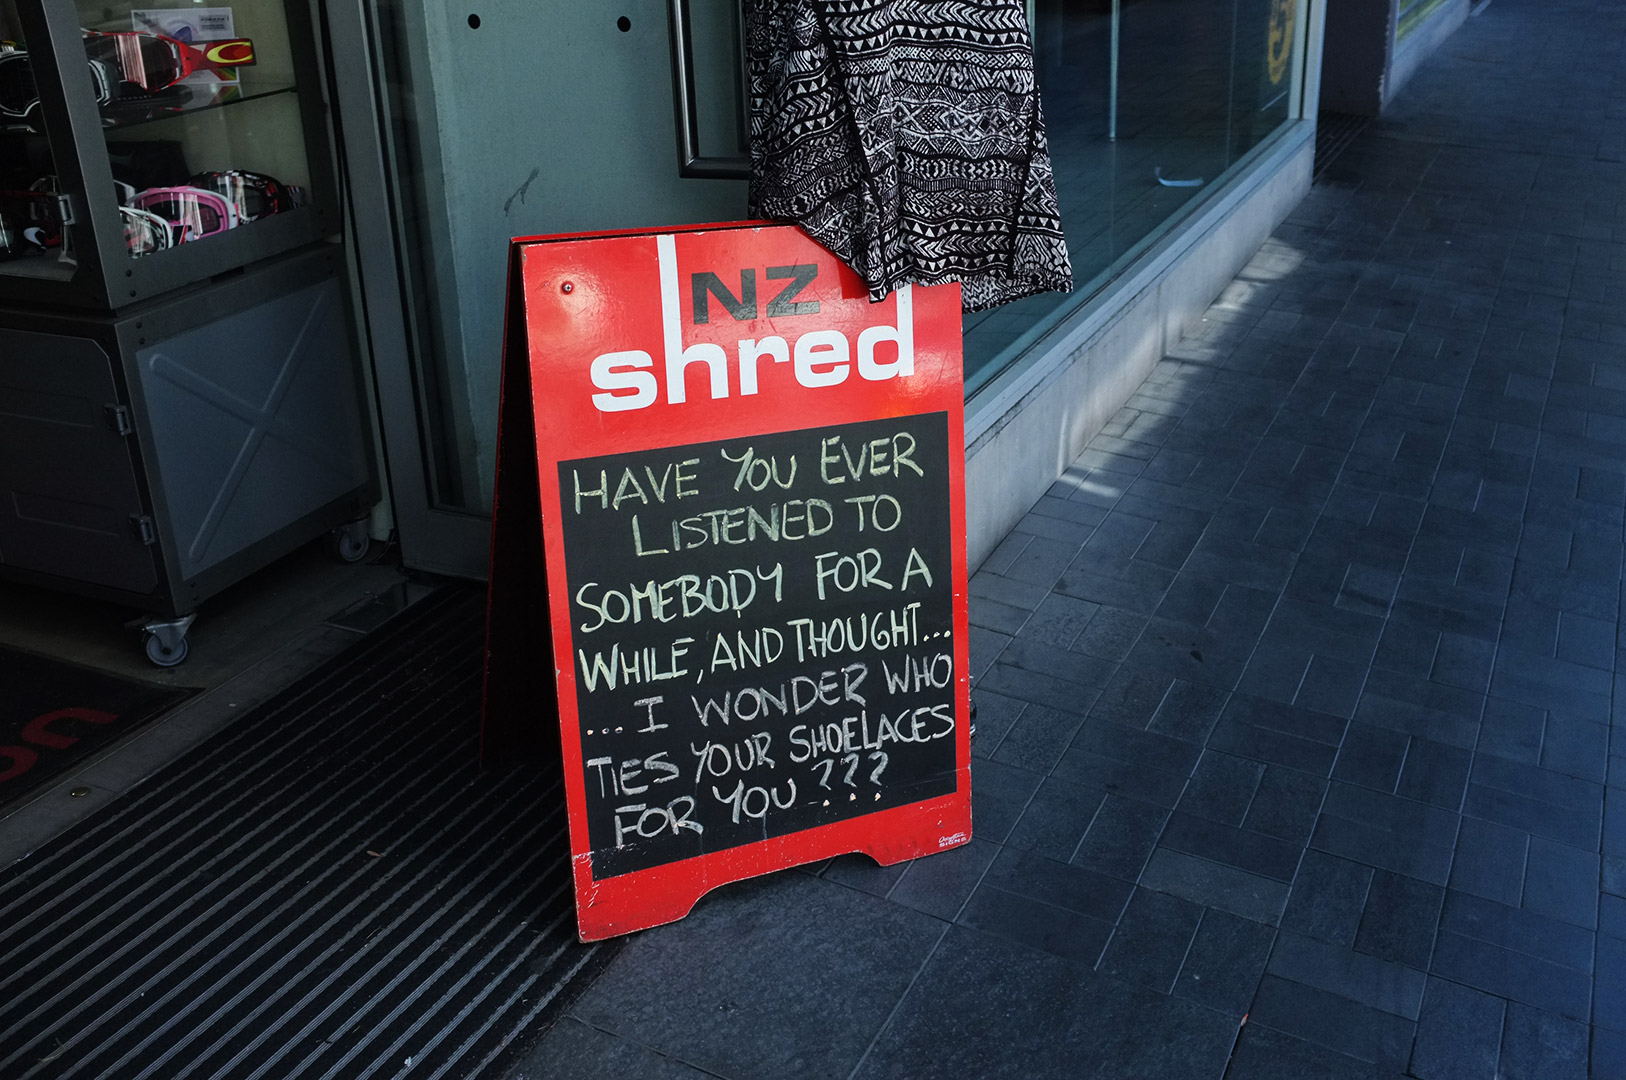 NZ
shred
HAVE YOU EVER
LISTENED TO
SOMEBODY FOR A
WHILE, AND THOUGHT...
...I WONDER WHO
TIES YOUR SHOELACES
FOR YOU ???
SIGNS